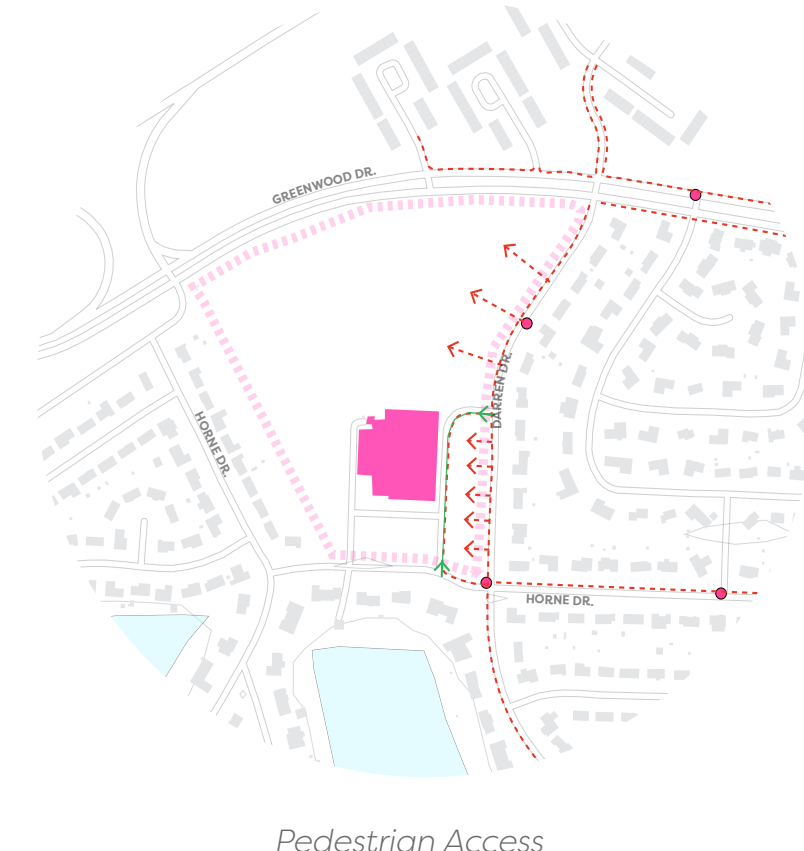 GREENWOOD DR.
DARREN DR.
HORNE DR.
HORNE DR.
Pedestrian Access